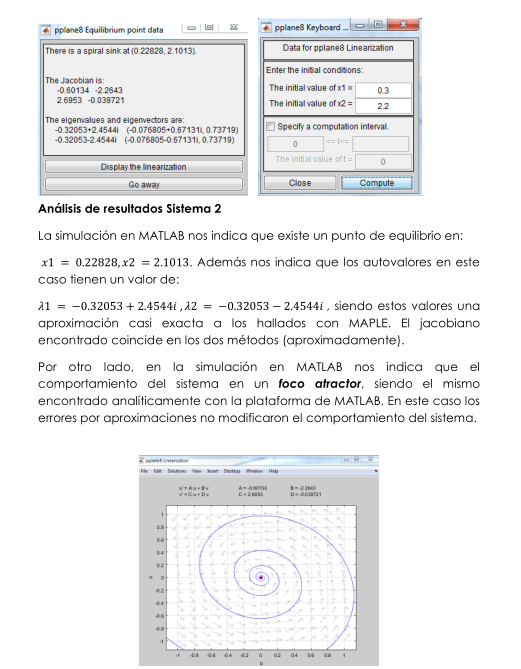 pplane8 Equilibrium point data
There is a spiral sink at (0.22828, 2.1013).
The Jacobian is:
-0.60134 -2.2643
2.6953 -0.039721
The eigenvalues and eigenvectors are:
-0.32053+2.4544i (-0.076805+0.67131i, 0.73719)
-0.32053-2.4544i (-0.076805-0.67131i, 0.73719)
Display the linearization
Go away
pplane8 Keyboard ...
Data for pplane8 Linearization
Enter the initial conditions:
The initial value of x1 = 0.3
The initial value of x2 = 2.2
Specify a computation interval.
0 <= t <=
The initial value of t = 0
Close Compute
Análisis de resultados Sistema 2
La simulación en MATLAB nos indica que existe un punto de equilibrio en:
x1 = 0.22828, x2 = 2.1013. Además nos indica que los autovalores en este
caso tienen un valor de:
λ1 = −0.32053 + 2.4544i , λ2 = −0.32053 − 2.4544i , siendo estos valores una
aproximación casi exacta a los hallados con MAPLE. El jacobiano
encontrado coincide en los dos métodos (aproximadamente).
Por otro lado, en la simulación en MATLAB nos indica que el
comportamiento del sistema en un foco atractor, siendo el mismo
encontrado analíticamente con la plataforma de MATLAB. En este caso los
errores por aproximaciones no modificaron el comportamiento del sistema.
pplane8 Linearization
File Edit Solutions View Insert Desktop Window Help
u' = A u + B v A = -0.60134 B = -2.2643
v' = C u + D v C = 2.6953 D = -0.039721
1
0.8
0.6
0.4
0.2
0
-0.2
-0.4
-0.6
-0.8
-1
v
-1 -0.8 -0.6 -0.4 -0.2 0 0.2 0.4 0.6 0.8 1
u